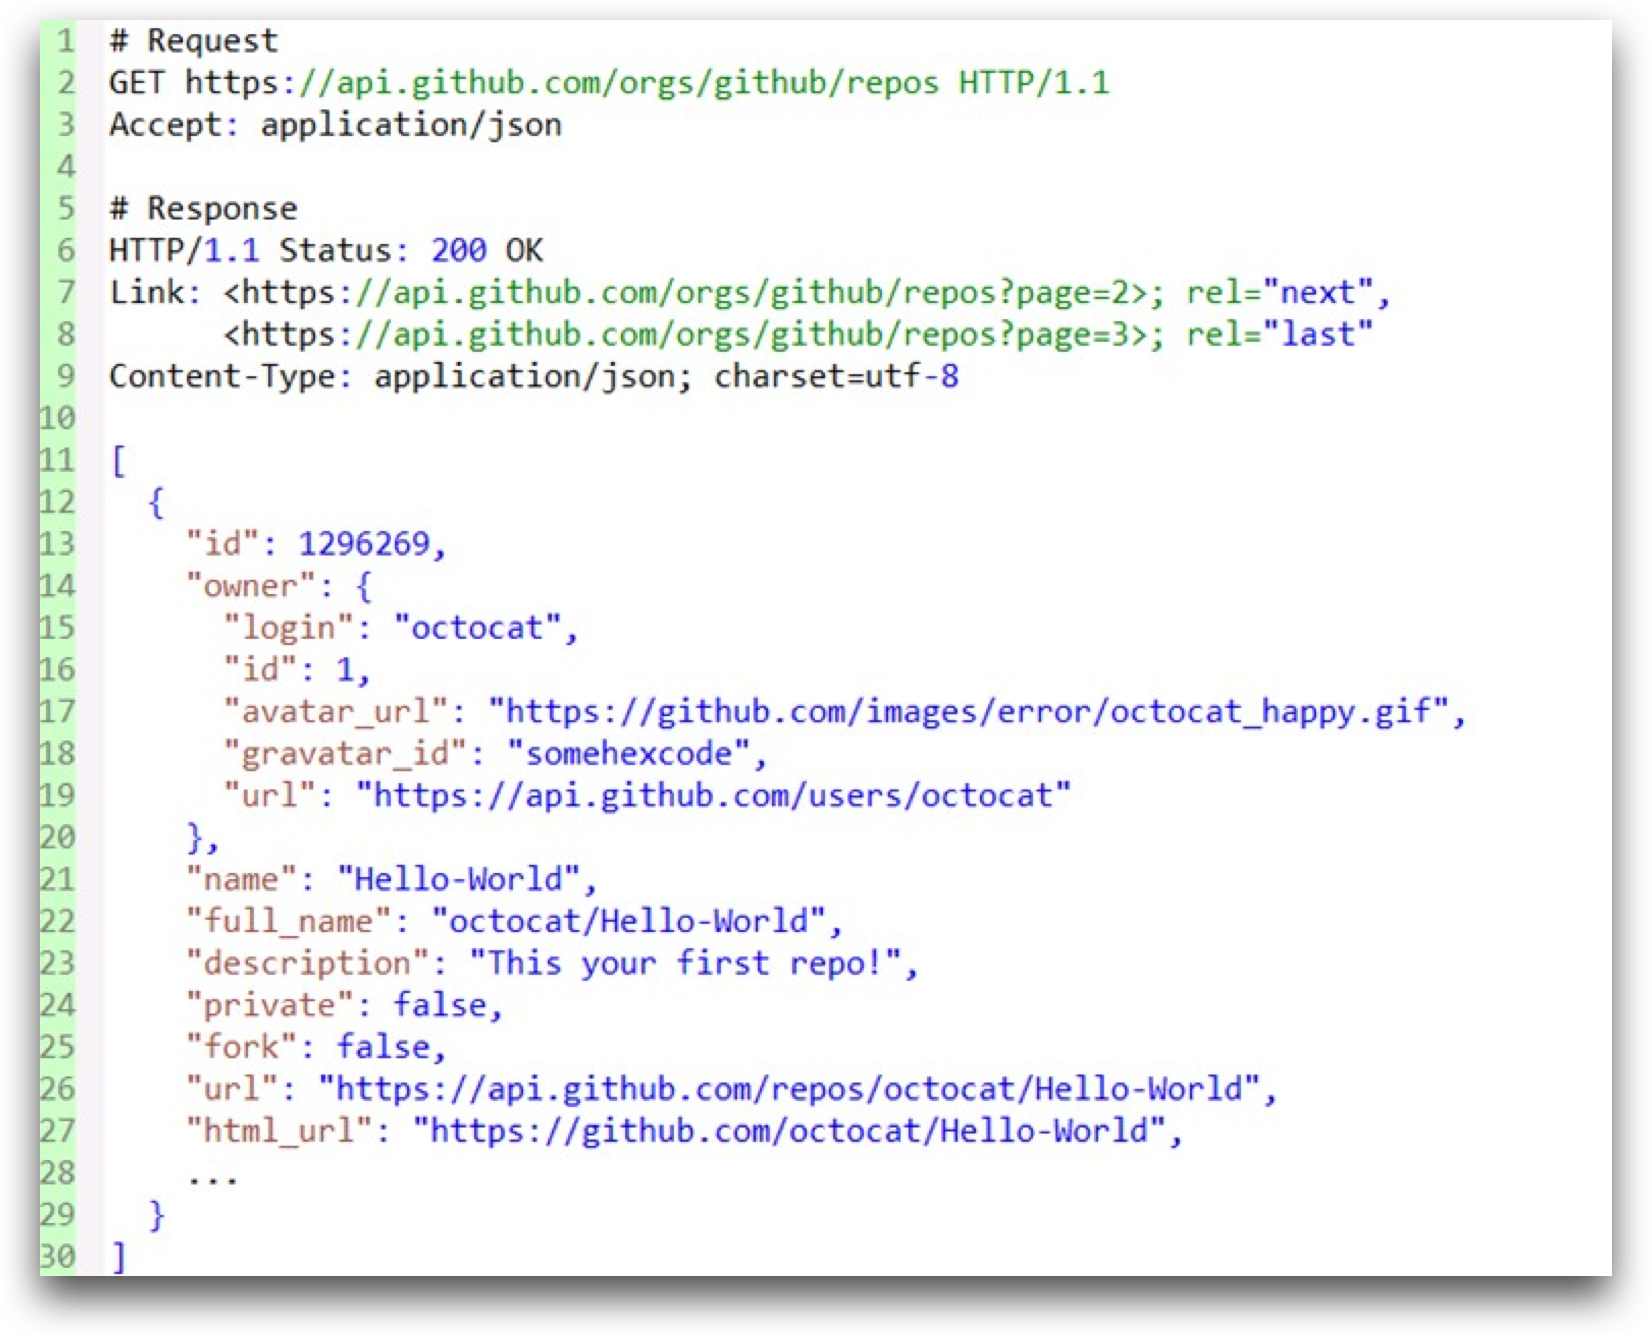 1 # Request
2 GET https://api.github.com/orgs/github/repos HTTP/1.1
3 Accept: application/json
4
5 # Response
6 HTTP/1.1 Status: 200 OK
7 Link: <https://api.github.com/orgs/github/repos?page=2>; rel="next",
8       <https://api.github.com/orgs/github/repos?page=3>; rel="last"
9 Content-Type: application/json; charset=utf-8
10
11 [
12   {
13     "id": 1296269,
14     "owner": {
15       "login": "octocat",
16       "id": 1,
17       "avatar_url": "https://github.com/images/error/octocat_happy.gif",
18       "gravatar_id": "somehexcode",
19       "url": "https://api.github.com/users/octocat"
20     },
21     "name": "Hello-World",
22     "full_name": "octocat/Hello-World",
23     "description": "This your first repo!",
24     "private": false,
25     "fork": false,
26     "url": "https://api.github.com/repos/octocat/Hello-World",
27     "html_url": "https://github.com/octocat/Hello-World",
28     ...
29   }
30 ]